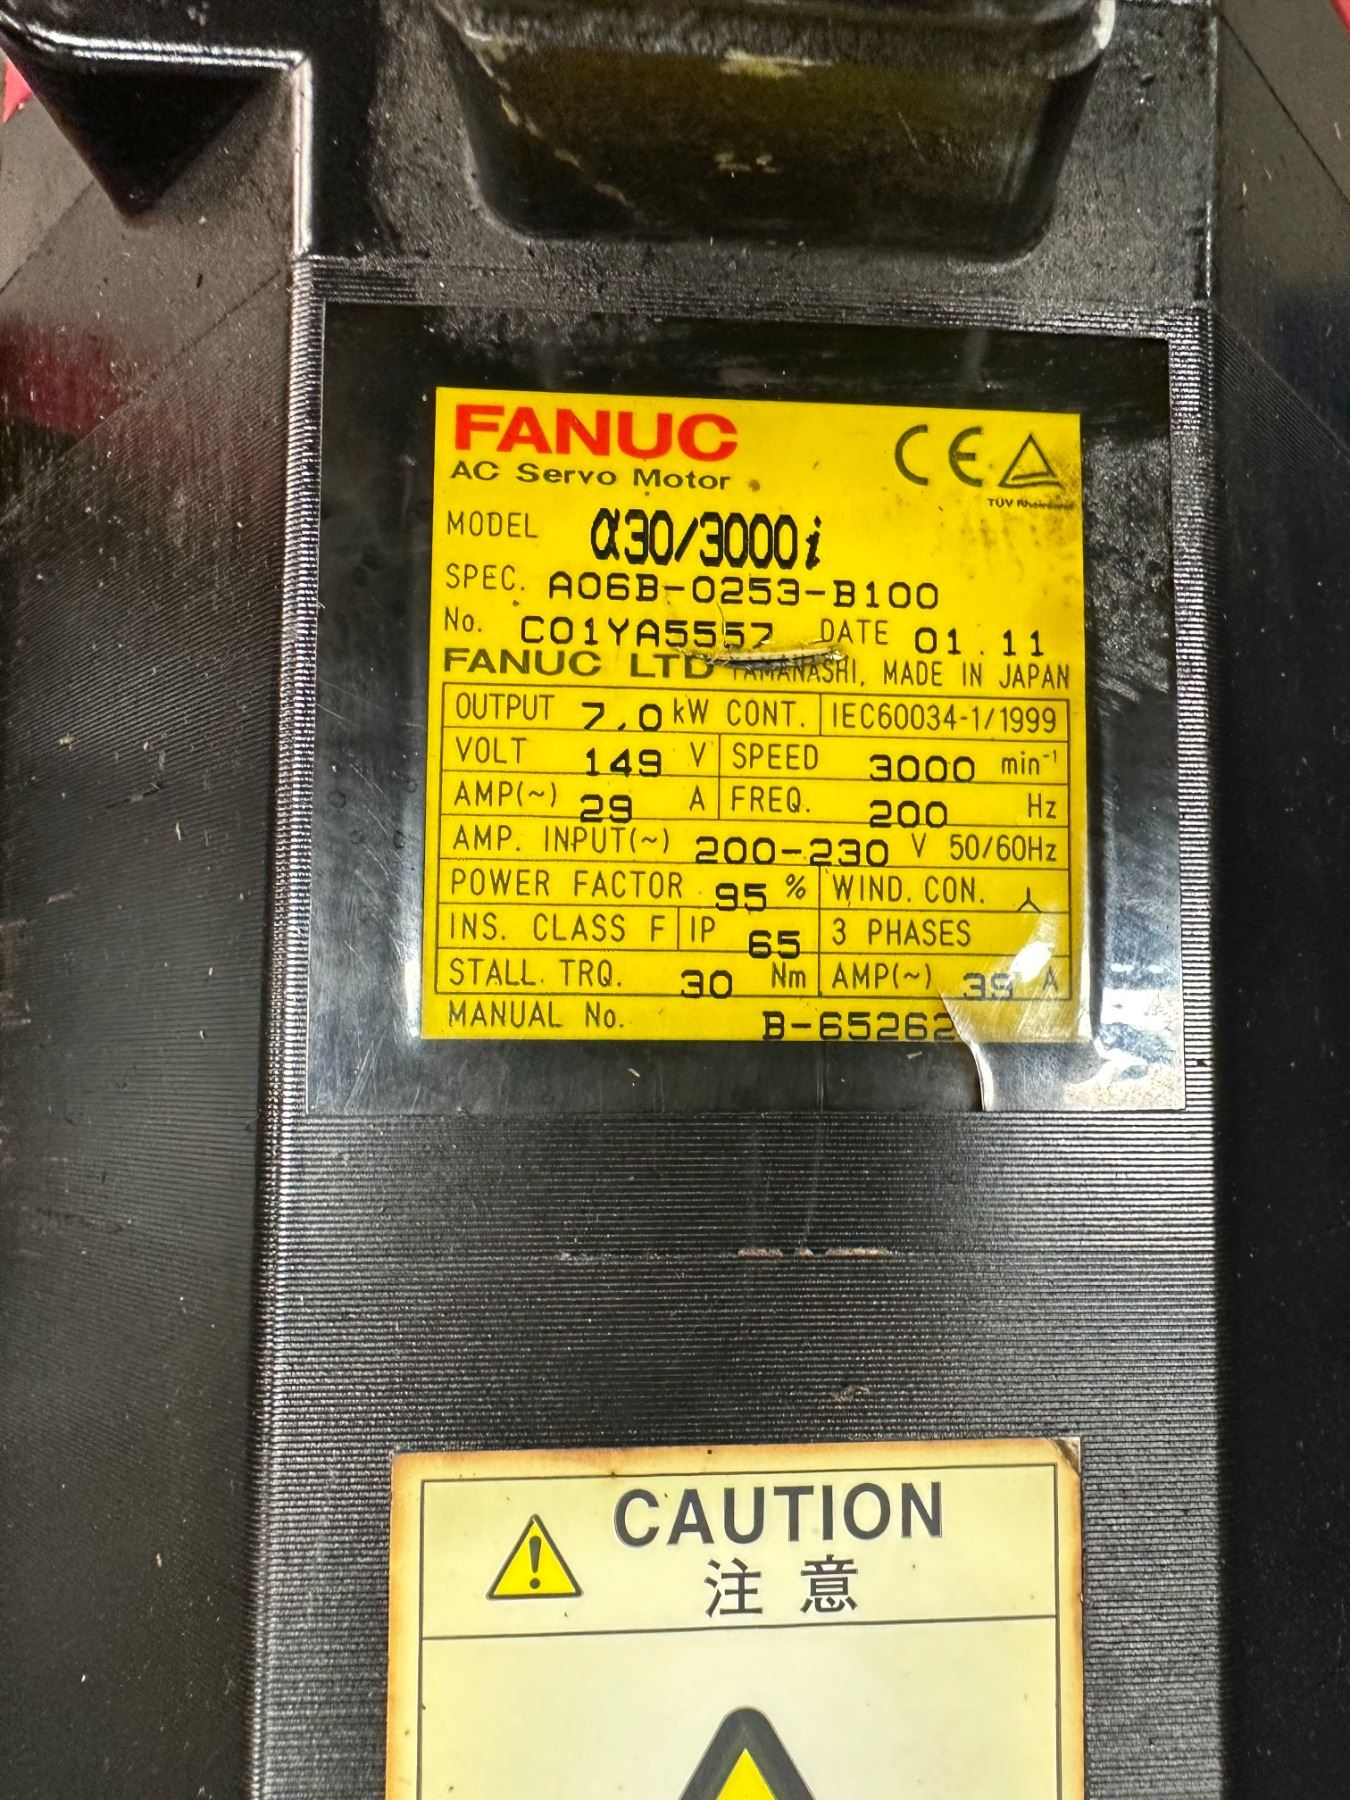 FANUC
CE
AC Servo Motor
TÜV Rheinland
MODEL α30/3000i
SPEC. A06B-0253-B100
No. C01YA5557 DATE 01.11
FANUC LTD YAMANASHI, MADE IN JAPAN
OUTPUT 7.0 kW CONT. IEC60034-1/1999
VOLT 149 V SPEED 3000 min⁻¹
AMP(~) 29 A FREQ. 200 Hz
AMP. INPUT(~) 200-230 V 50/60Hz
POWER FACTOR 95 % WIND. CON. 人
INS. CLASS F IP 65 3 PHASES
STALL. TRQ. 30 Nm AMP(~) 39 A
MANUAL No. B-65262
CAUTION
注意